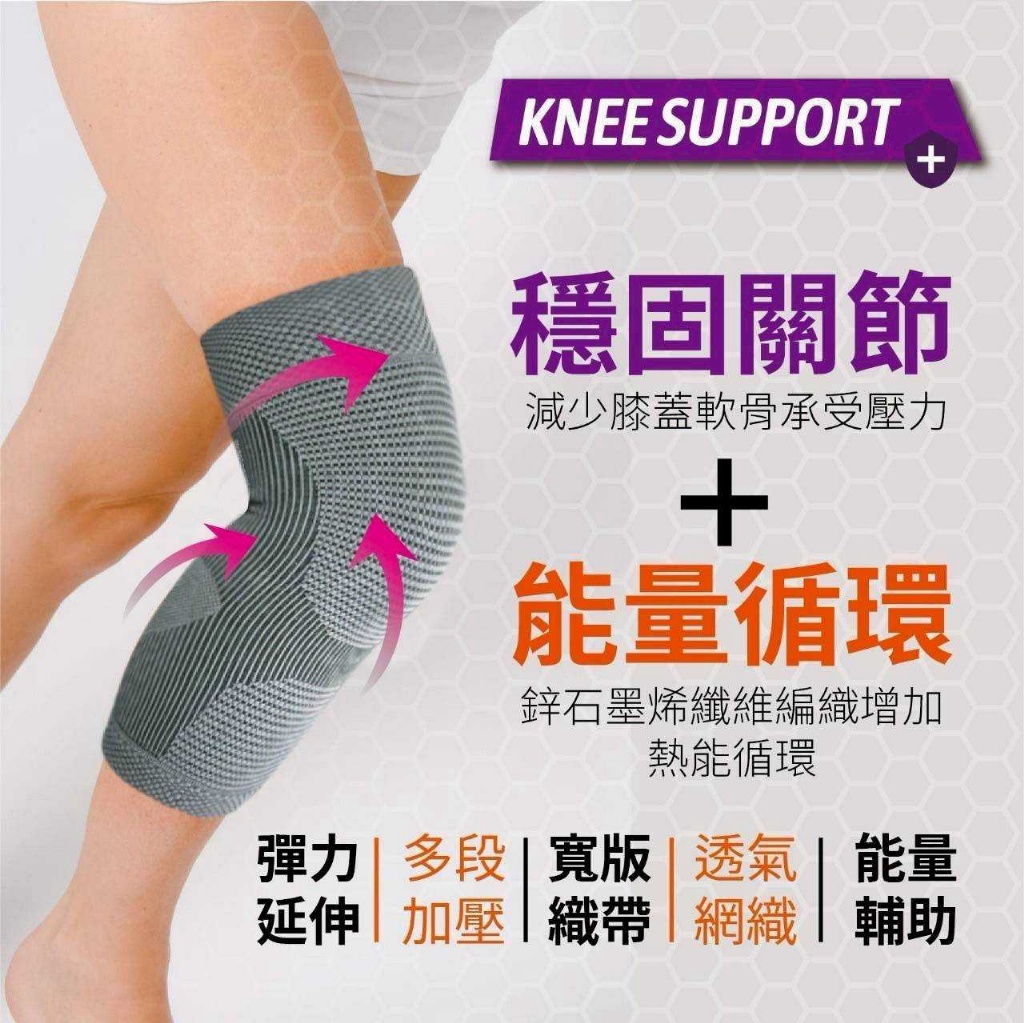 KNEE SUPPORT
+
穩固關節
減少膝蓋軟骨承受壓力
+
能量循環
鋅石墨烯纖維編織增加
熱能循環
彈力 | 多段 | 寬版 | 透氣 | 能量
延伸 | 加壓 | 織帶 | 網織 | 輔助